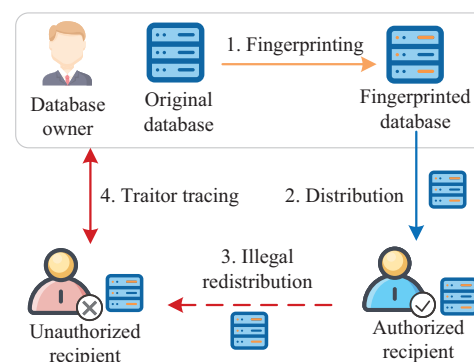 1. Fingerprinting
Database
owner
Original
database
Fingerprinted
database
4. Traitor tracing
2. Distribution
3. Illegal
redistribution
Unauthorized
recipient
Authorized
recipient